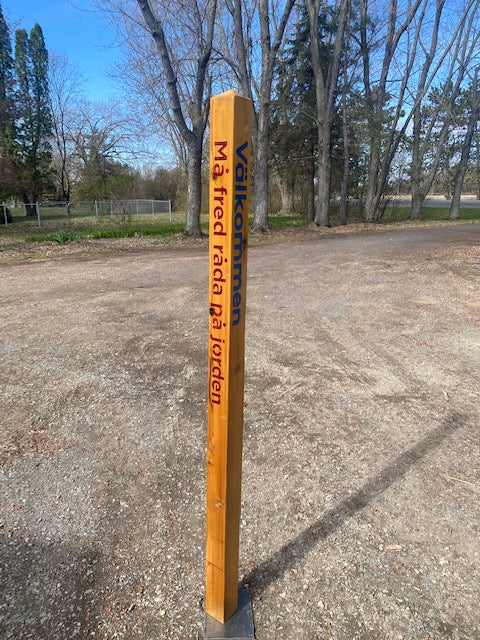 Må fred råda på jorden
Välkommen